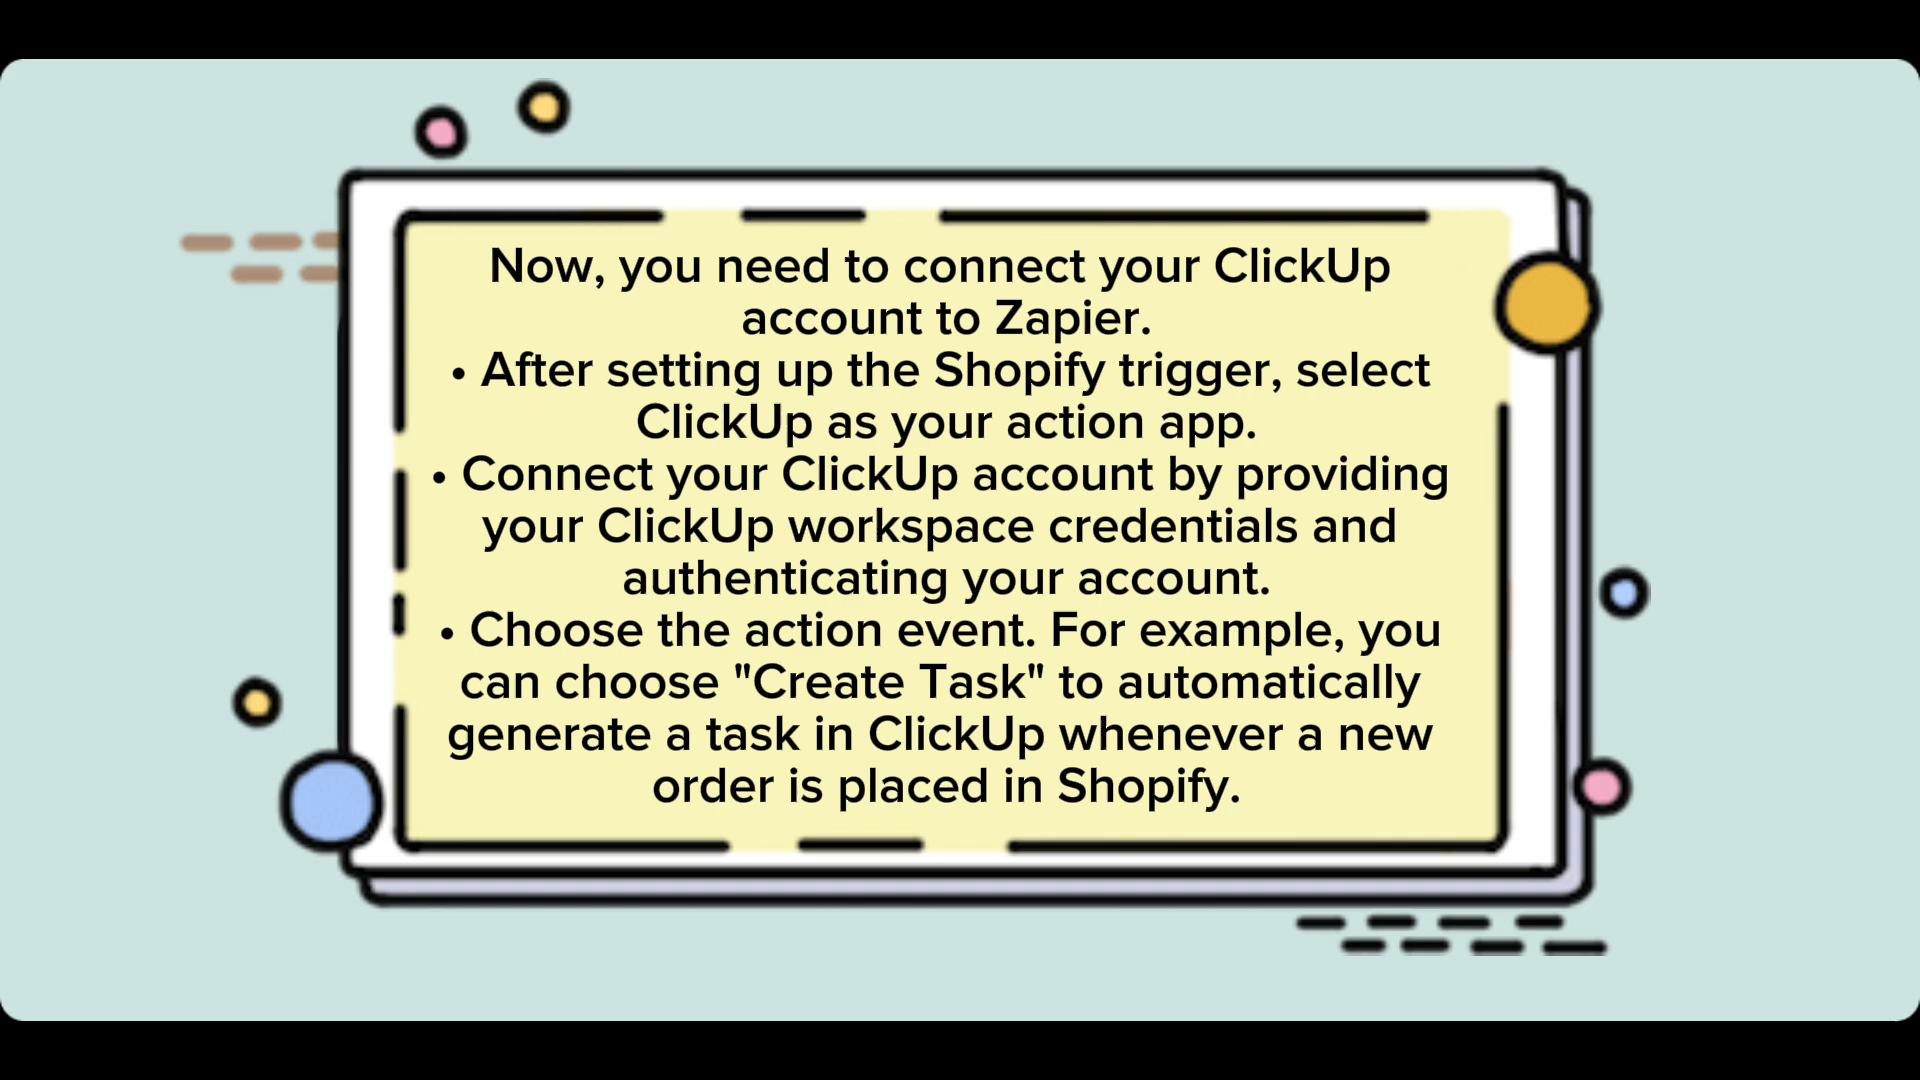 Now, you need to connect your ClickUp
account to Zapier.
• After setting up the Shopify trigger, select
ClickUp as your action app.
• Connect your ClickUp account by providing
your ClickUp workspace credentials and
authenticating your account.
• Choose the action event. For example, you
can choose "Create Task" to automatically
generate a task in ClickUp whenever a new
order is placed in Shopify.